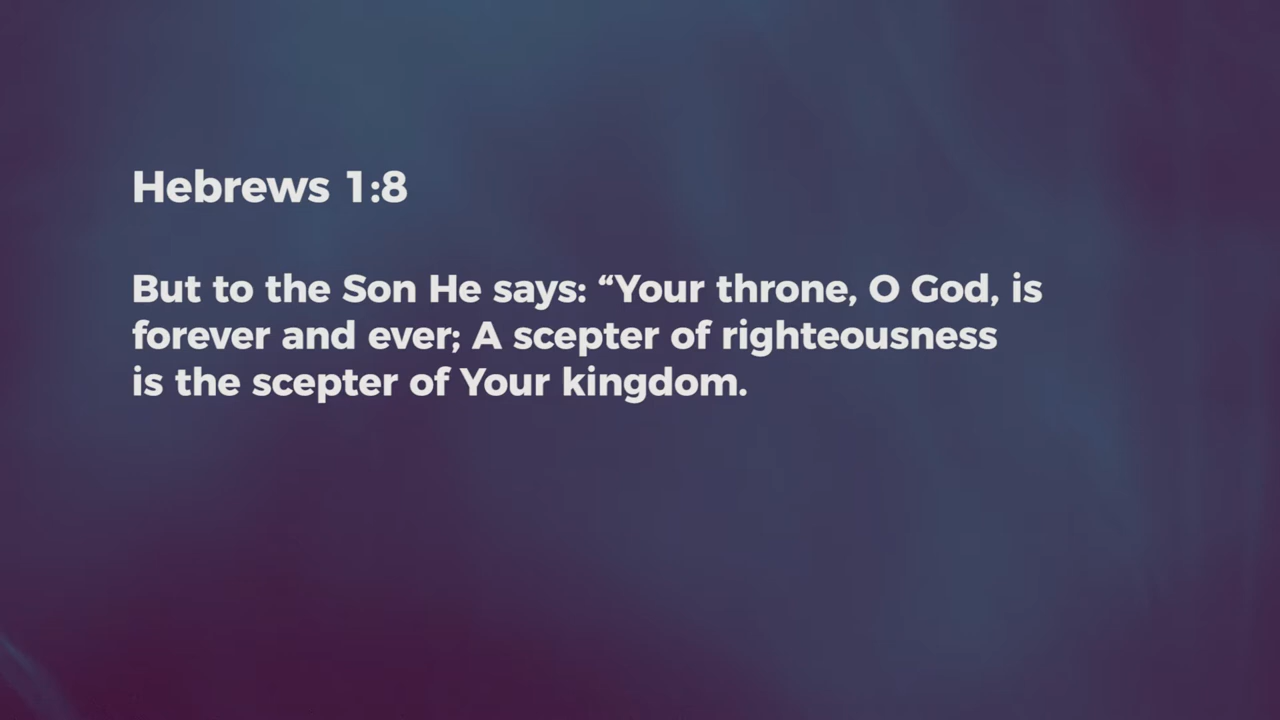 Hebrews 1:8
But to the Son He says: “Your throne, O God, is
forever and ever; A scepter of righteousness
is the scepter of Your kingdom.